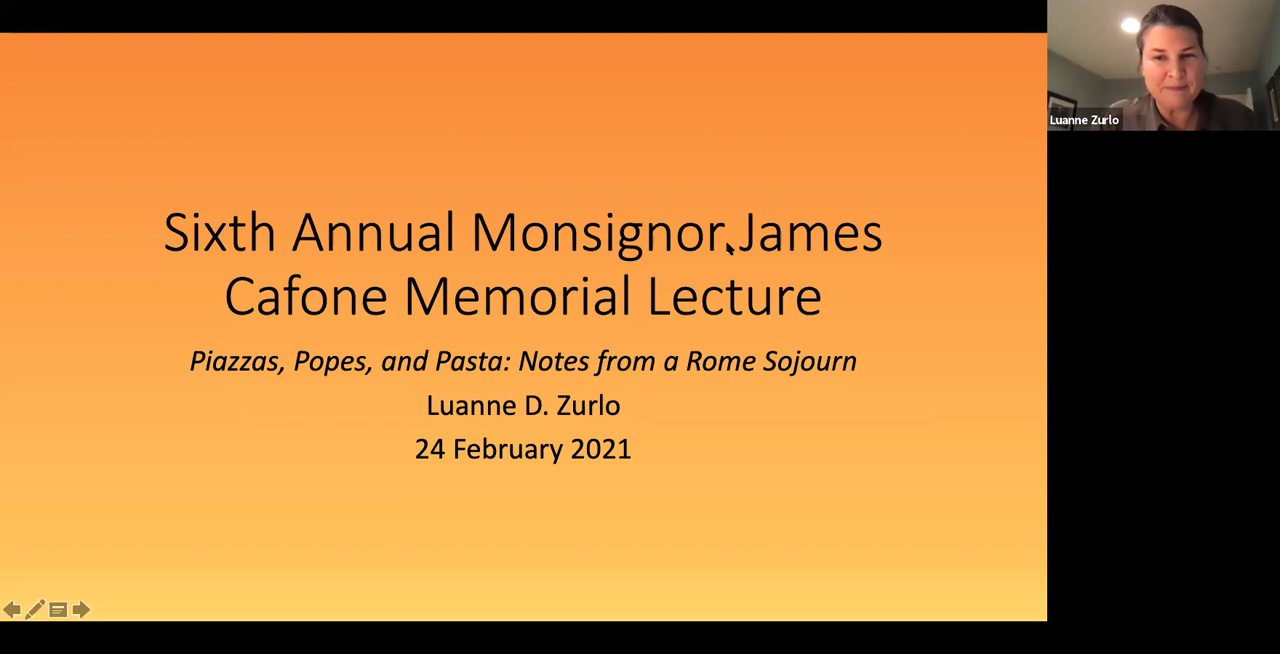 Sixth Annual Monsignor James
Cafone Memorial Lecture
Piazzas, Popes, and Pasta: Notes from a Rome Sojourn
Luanne D. Zurlo
24 February 2021
Luanne Zurlo